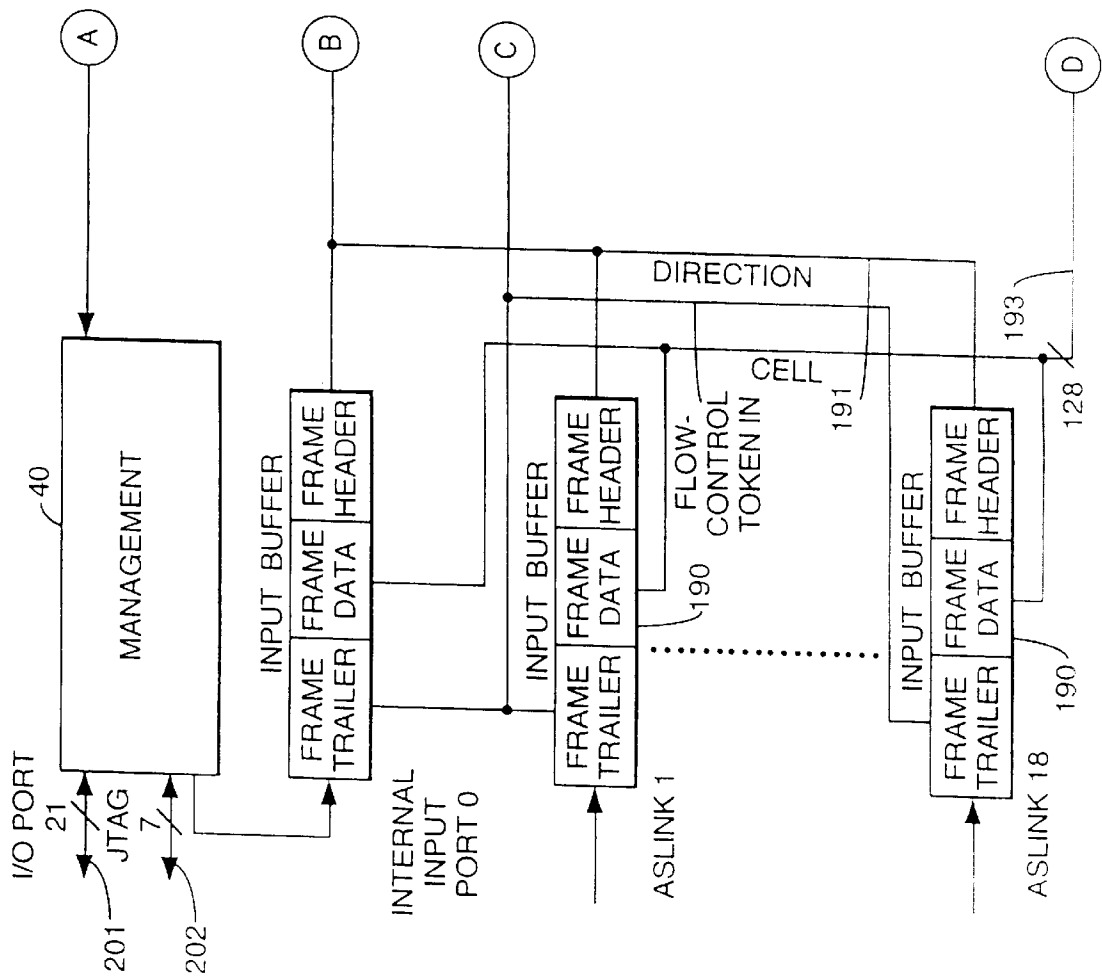 I/O PORT
21
JTAG
7
201
202
40
MANAGEMENT
A
INPUT BUFFER
FRAME TRAILER
FRAME DATA
FRAME HEADER
B
INTERNAL
INPUT
PORT 0
C
INPUT BUFFER
FRAME TRAILER
FRAME DATA
FRAME HEADER
190
ASLINK 1
DIRECTION
FLOW-
CONTROL
TOKEN IN
CELL
191
193
128
D
INPUT BUFFER
FRAME TRAILER
FRAME DATA
FRAME HEADER
190
ASLINK 18